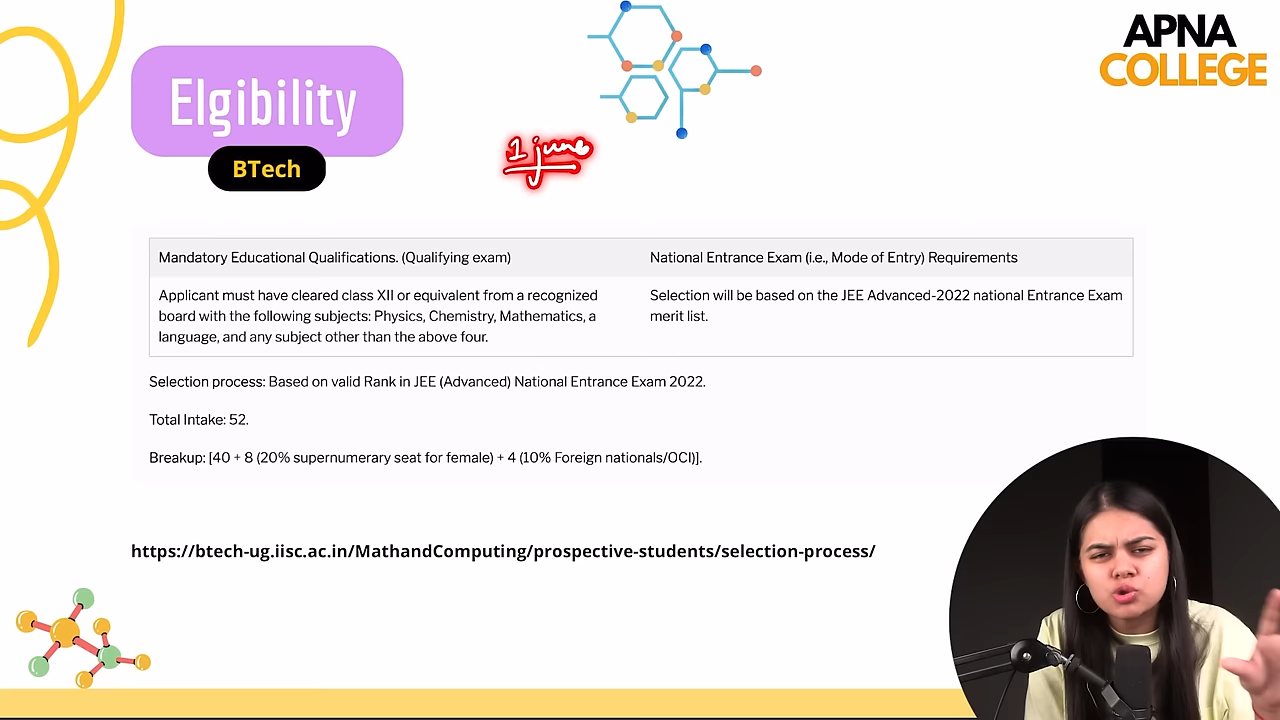 APNA
COLLEGE
Elgibility
BTech
1 june
Mandatory Educational Qualifications. (Qualifying exam)
National Entrance Exam (i.e., Mode of Entry) Requirements
Applicant must have cleared class XII or equivalent from a recognized
board with the following subjects: Physics, Chemistry, Mathematics, a
language, and any subject other than the above four.
Selection will be based on the JEE Advanced-2022 national Entrance Exam
merit list.
Selection process: Based on valid Rank in JEE (Advanced) National Entrance Exam 2022.
Total Intake: 52.
Breakup: [40 + 8 (20% supernumerary seat for female) + 4 (10% Foreign nationals/OCI)].
https://btech-ug.iisc.ac.in/MathandComputing/prospective-students/selection-process/